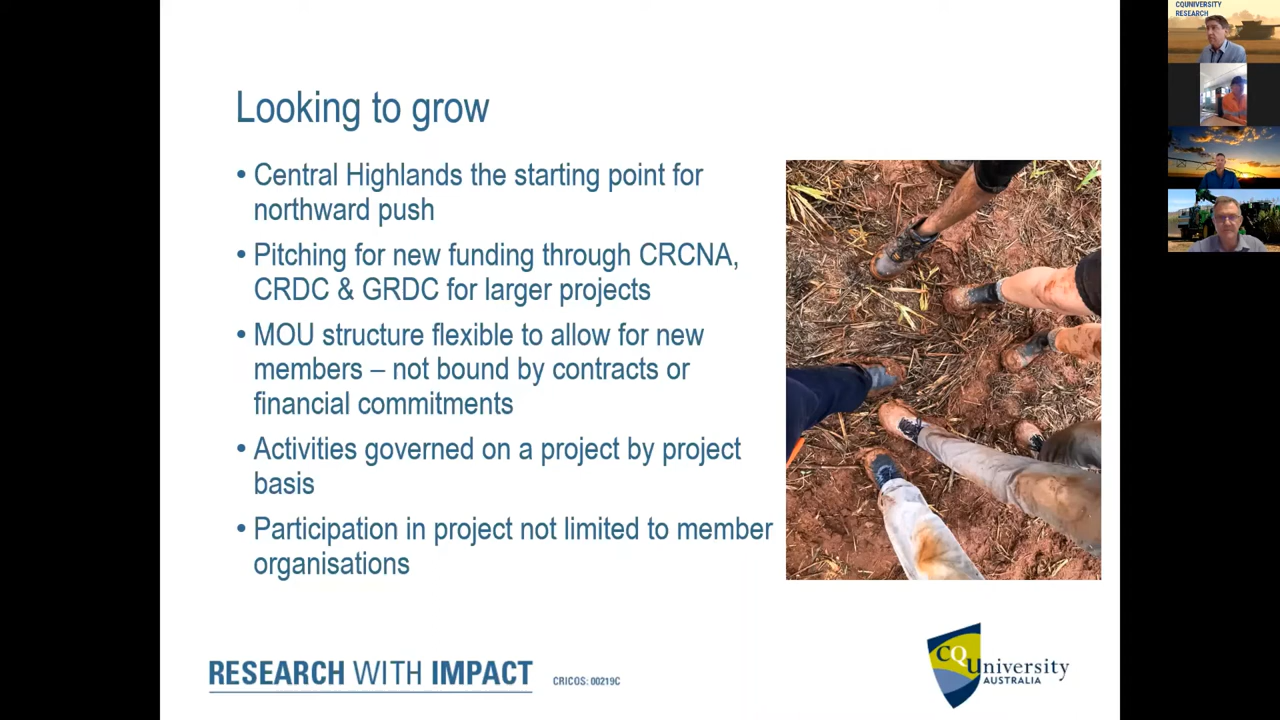 Looking to grow
• Central Highlands the starting point for
northward push
• Pitching for new funding through CRCNA,
CRDC & GRDC for larger projects
• MOU structure flexible to allow for new
members – not bound by contracts or
financial commitments
• Activities governed on a project by project
basis
• Participation in project not limited to member
organisations
RESEARCH WITH IMPACT
CRICOS: 00219C
CQUniversity
AUSTRALIA
CQUNIVERSITY
RESEARCH